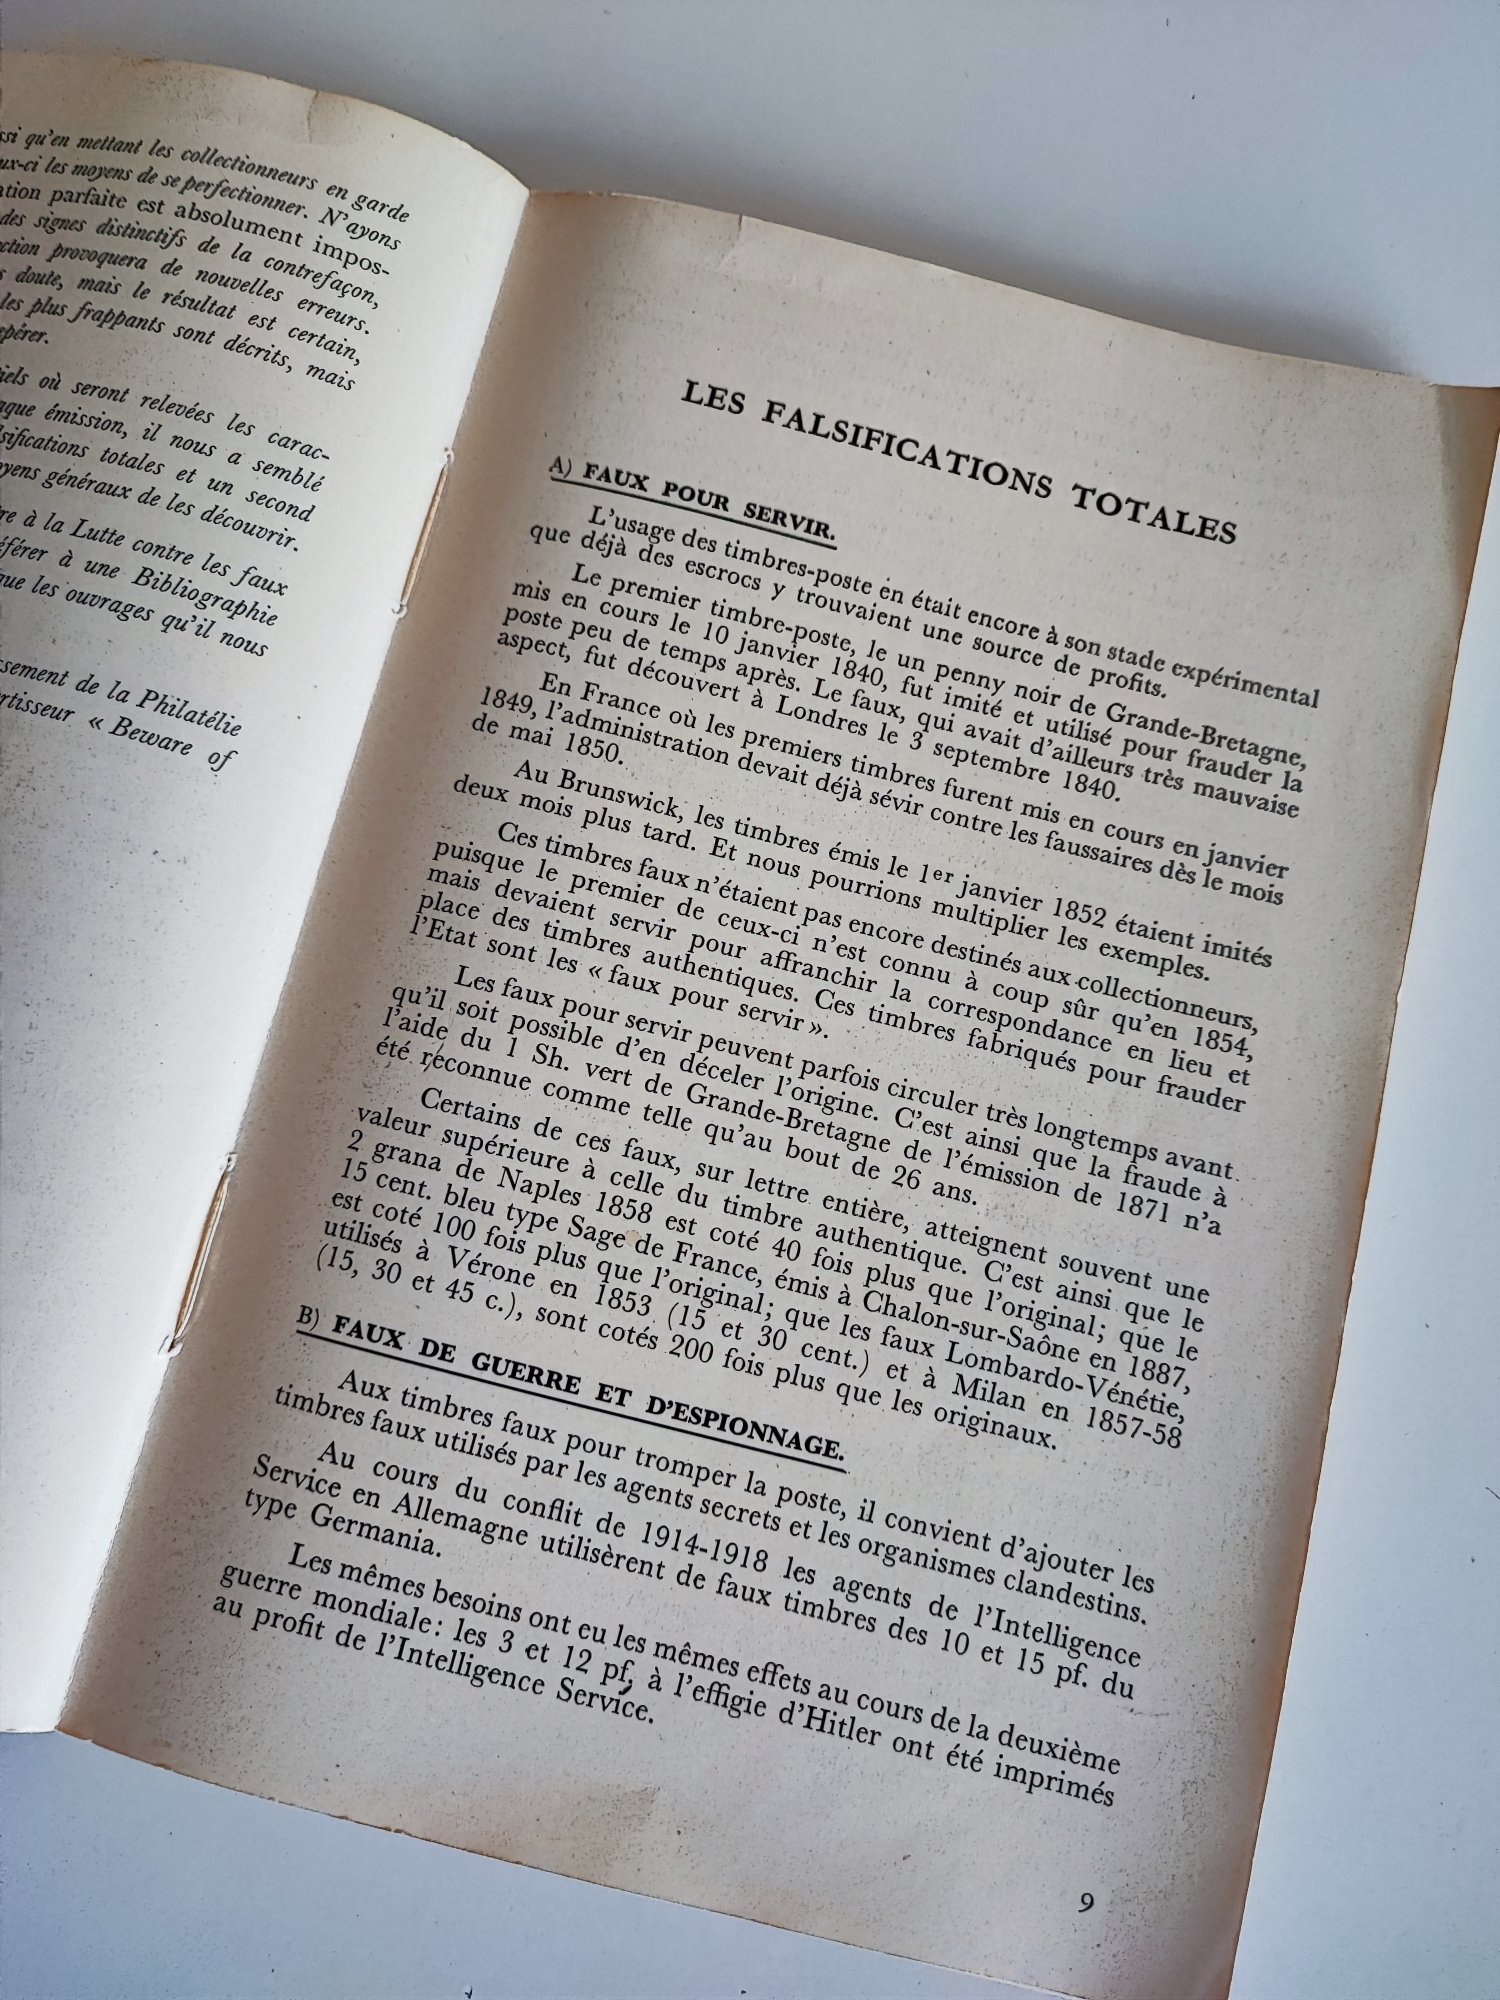 qu'en mettant les collectionneurs en garde
les moyens de se perfectionner. N'ayons
parfaite est absolument impos-
des signes distinctifs de la contrefaçon,
provoquera de nouvelles erreurs.
doute, mais le résultat est certain,
les plus frappants sont décrits, mais
où seront relevées les carac-
émission, il nous a semblé
totales et un second
généraux de les découvrir.
à la Lutte contre les faux
à une Bibliographie
que les ouvrages qu'il nous
de la Philatélie
« Beware of
LES FALSIFICATIONS TOTALES
A) FAUX POUR SERVIR.
L'usage des timbres-poste en était encore à son stade expérimental
que déjà des escrocs y trouvaient une source de profits.
Le premier timbre-poste, le un penny noir de Grande-Bretagne,
mis en cours le 10 janvier 1840, fut imité et utilisé pour frauder la
poste peu de temps après. Le faux, qui avait d'ailleurs très mauvaise
aspect, fut découvert à Londres le 3 septembre 1840.
En France où les premiers timbres furent mis en cours en janvier
1849, l'administration devait déjà sévir contre les faussaires dès le mois
de mai 1850.
Au Brunswick, les timbres émis le 1er janvier 1852 étaient imités
deux mois plus tard. Et nous pourrions multiplier les exemples.
Ces timbres faux n'étaient pas encore destinés aux collectionneurs,
puisque le premier de ceux-ci n'est connu à coup sûr qu'en 1854,
mais devaient servir pour affranchir la correspondance en lieu et
place des timbres authentiques. Ces timbres fabriqués pour frauder
l'Etat sont les « faux pour servir ».
Les faux pour servir peuvent parfois circuler très longtemps avant
qu'il soit possible d'en déceler l'origine. C'est ainsi que la fraude à
l'aide du 1 Sh. vert de Grande-Bretagne de l'émission de 1871 n'a
été reconnue comme telle qu'au bout de 26 ans.
Certains de ces faux, sur lettre entière, atteignent souvent une
valeur supérieure à celle du timbre authentique. C'est ainsi que le
2 grana de Naples 1858 est coté 40 fois plus que l'original; que le
15 cent. bleu type Sage de France, émis à Chalon-sur-Saône en 1887,
est coté 100 fois plus que l'original; que les faux Lombardo-Vénétie,
utilisés à Vérone en 1853 (15 et 30 cent.) et à Milan en 1857-58
(15, 30 et 45 c.), sont cotés 200 fois plus que les originaux.
B) FAUX DE GUERRE ET D'ESPIONNAGE.
Aux timbres faux pour tromper la poste, il convient d'ajouter les
timbres faux utilisés par les agents secrets et les organismes clandestins.
Au cours du conflit de 1914-1918 les agents de l'Intelligence
Service en Allemagne utilisèrent de faux timbres des 10 et 15 pf. du
type Germania.
Les mêmes besoins ont eu les mêmes effets au cours de la deuxième
guerre mondiale: les 3 et 12 pf, à l'effigie d'Hitler ont été imprimés
au profit de l'Intelligence Service.
9